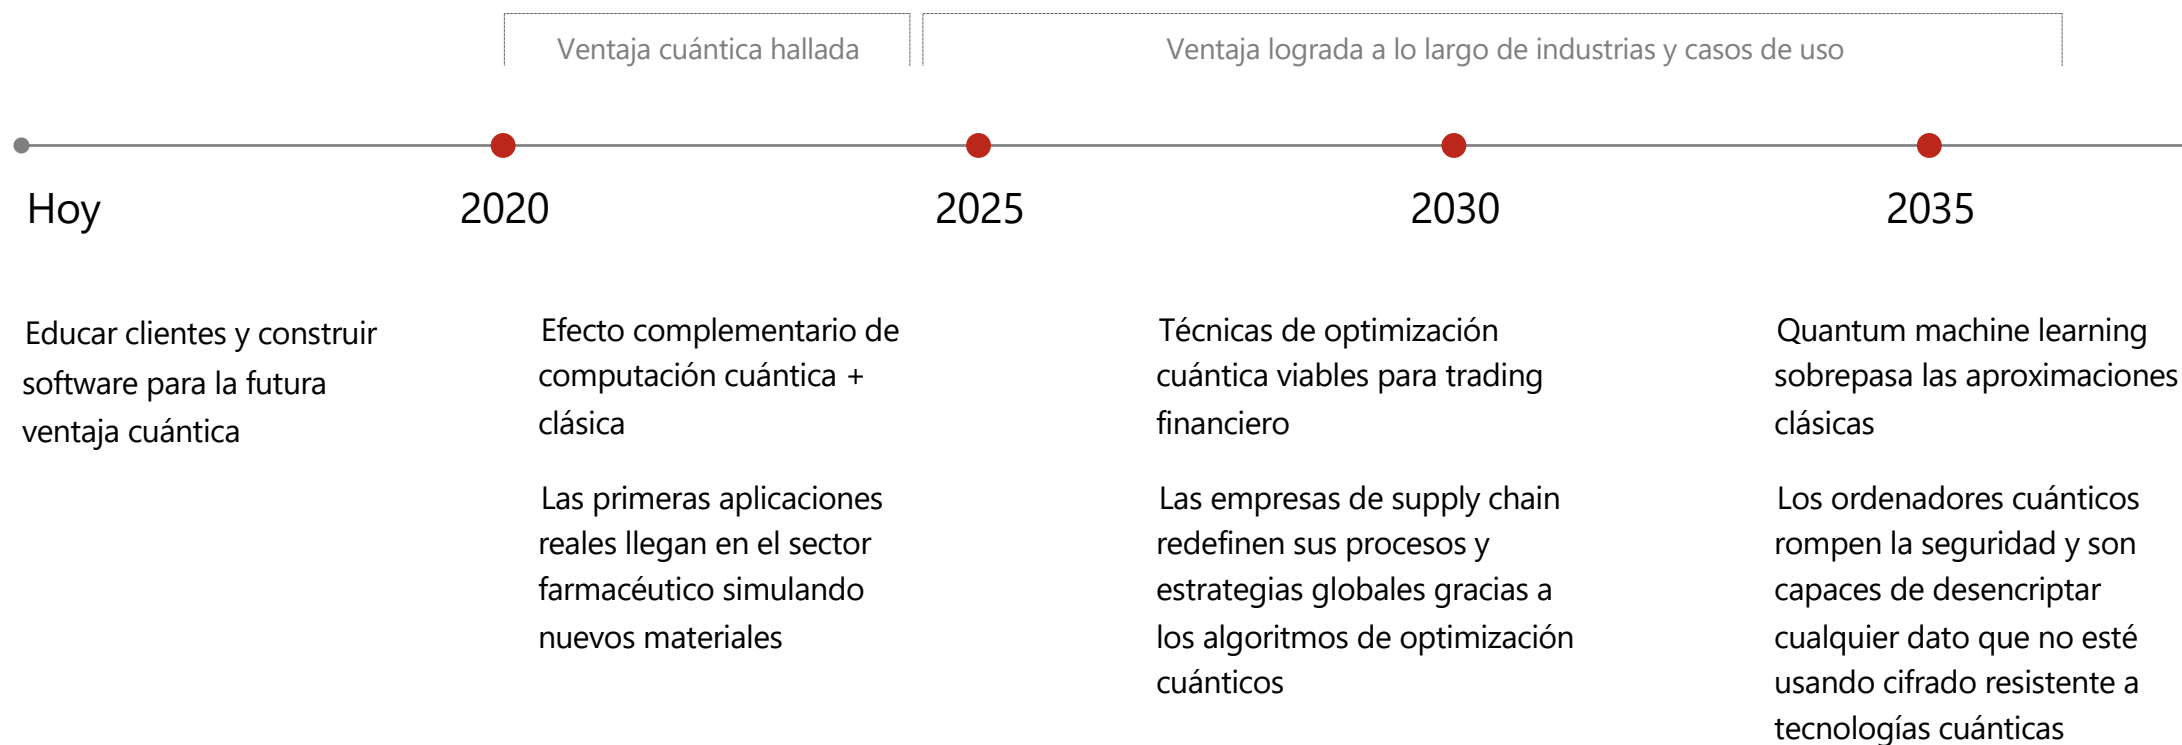 Ventaja cuántica hallada
Ventaja lograda a lo largo de industrias y casos de uso
Hoy
2020
2025
2030
2035
Educar clientes y construir
software para la futura
ventaja cuántica
Efecto complementario de
computación cuántica +
clásica
Las primeras aplicaciones
reales llegan en el sector
farmacéutico simulando
nuevos materiales
Técnicas de optimización
cuántica viables para trading
financiero
Las empresas de supply chain
redefinen sus procesos y
estrategias globales gracias a
los algoritmos de optimización
cuánticos
Quantum machine learning
sobrepasa las aproximaciones
clásicas
Los ordenadores cuánticos
rompen la seguridad y son
capaces de desencriptar
cualquier dato que no esté
usando cifrado resistente a
tecnologías cuánticas